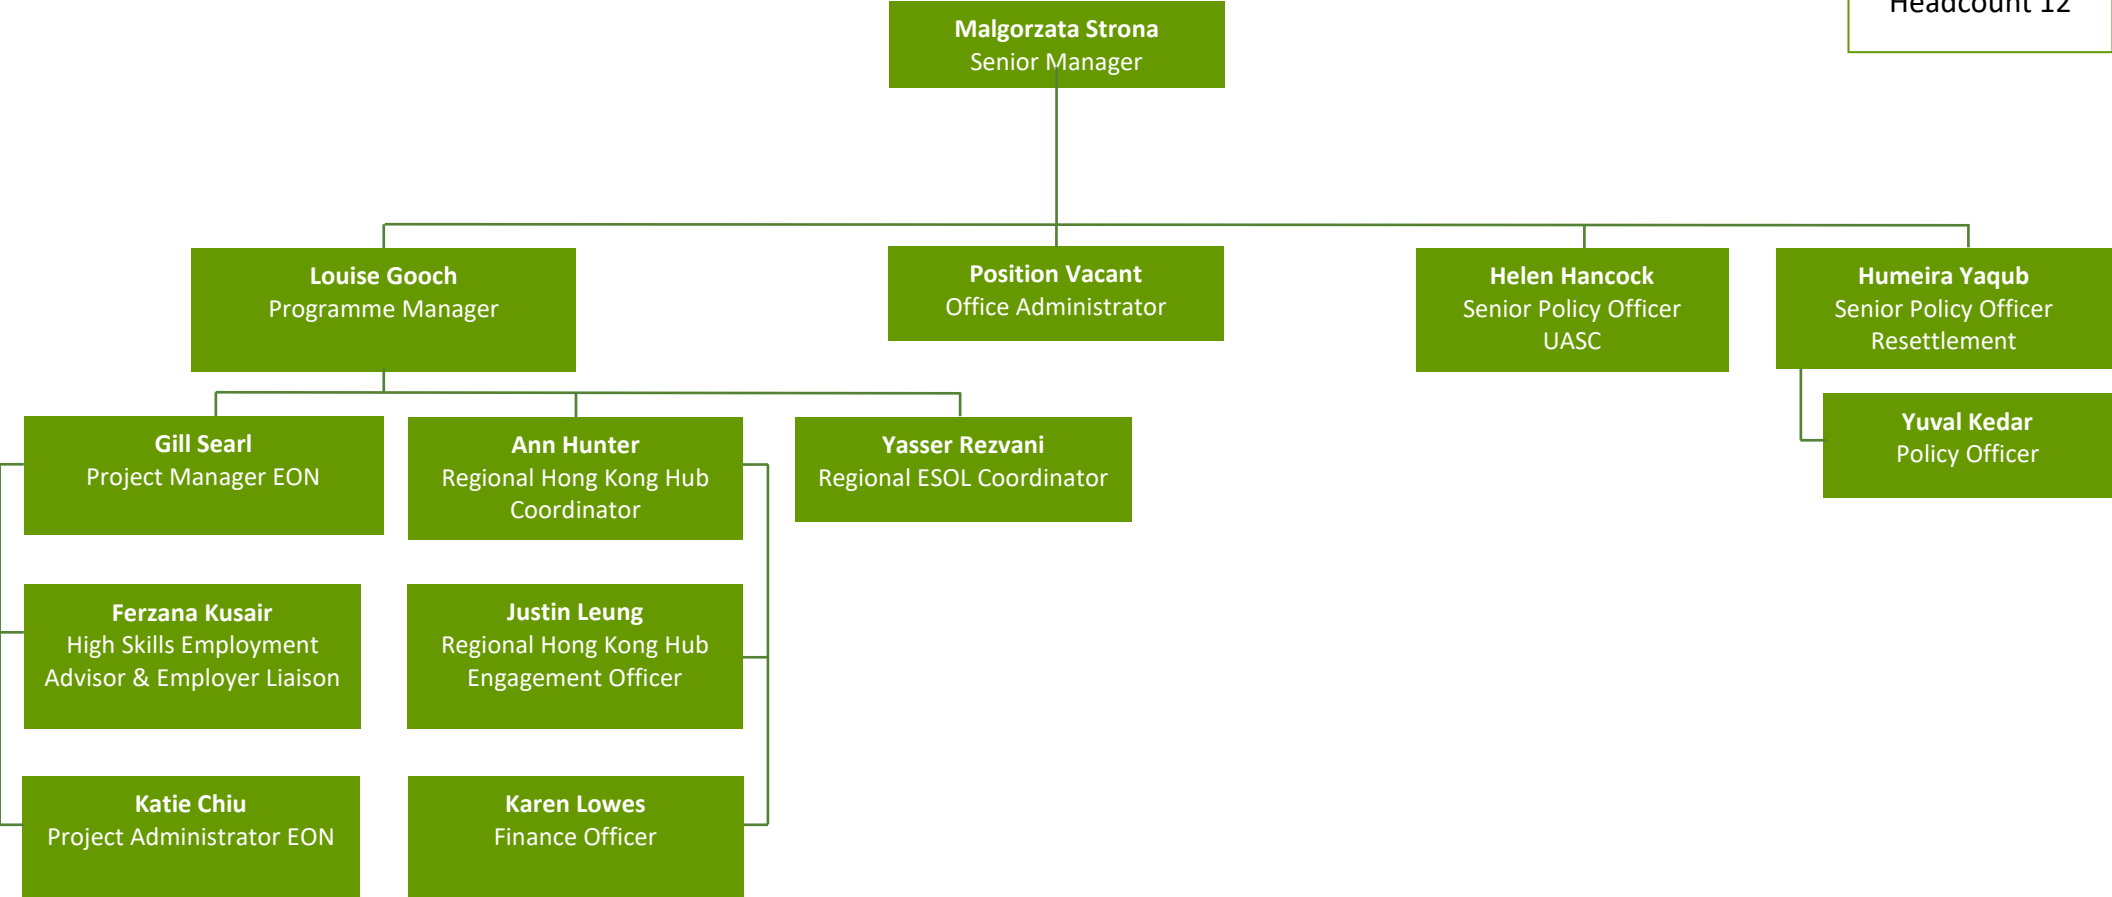 Headcount 12
Malgorzata Strona
Senior Manager
Louise Gooch
Programme Manager
Position Vacant
Office Administrator
Helen Hancock
Senior Policy Officer
UASC
Humeira Yaqub
Senior Policy Officer
Resettlement
Gill Searl
Project Manager EON
Ann Hunter
Regional Hong Kong Hub
Coordinator
Yasser Rezvani
Regional ESOL Coordinator
Yuval Kedar
Policy Officer
Ferzana Kusair
High Skills Employment
Advisor & Employer Liaison
Justin Leung
Regional Hong Kong Hub
Engagement Officer
Katie Chiu
Project Administrator EON
Karen Lowes
Finance Officer